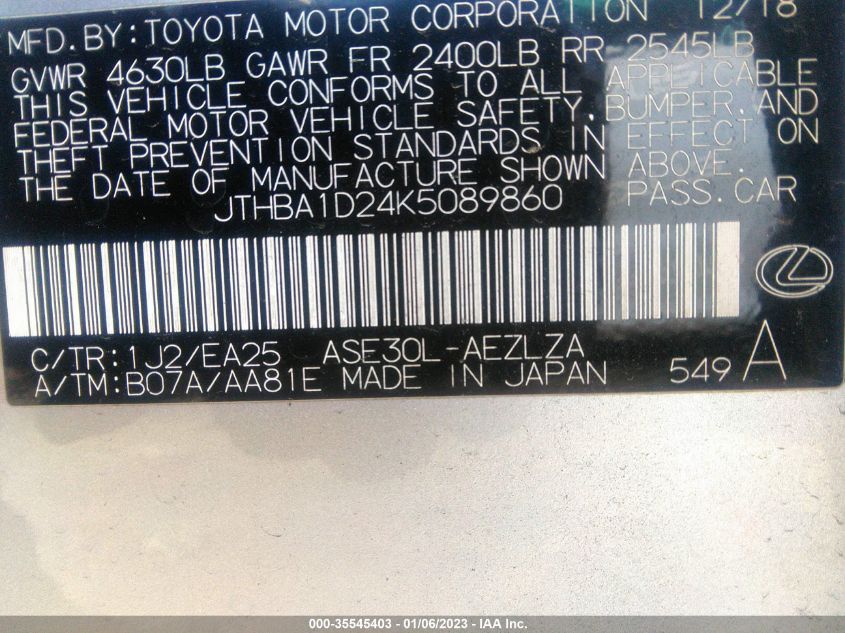 MFD. BY: TOYOTA MOTOR CORPORATION 12/18
GVWR 4630LB GAWR FR 2400LB RR 2545LB
THIS VEHICLE CONFORMS TO ALL APPLICABLE
FEDERAL MOTOR VEHICLE SAFETY, BUMPER, AND
THEFT PREVENTION STANDARDS IN EFFECT ON
THE DATE OF MANUFACTURE SHOWN ABOVE.
JTHBA1D24K5089860 PASS. CAR
C/TR: 1J2/EA25 ASE30L-AEZLZA
A/TM: B07A/AA81E MADE IN JAPAN 549 A
000-35545403 - 01/06/2023 - IAA Inc.